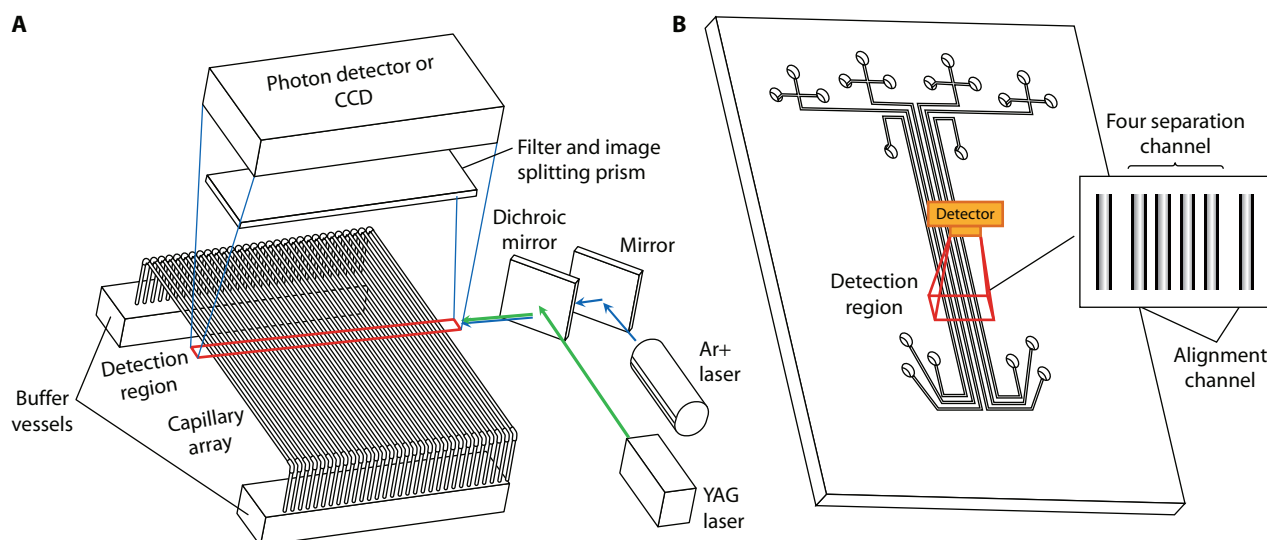 A
Photon detector or
CCD
Filter and image
splitting prism
Dichroic
mirror
Mirror
Detection
region
Ar+
laser
Buffer
vessels
Capillary
array
YAG
laser
B
Four separation
channel
Detector
Detection
region
Alignment
channel